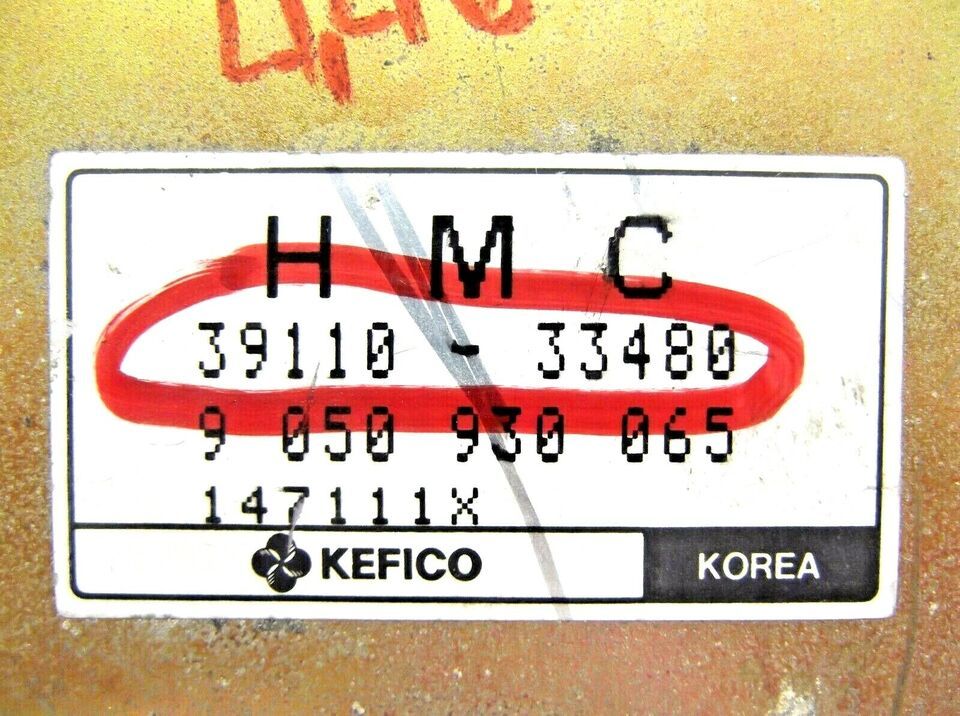 H M C
39110 - 33480
9 050 930 065
147111X
KEFICO
KOREA